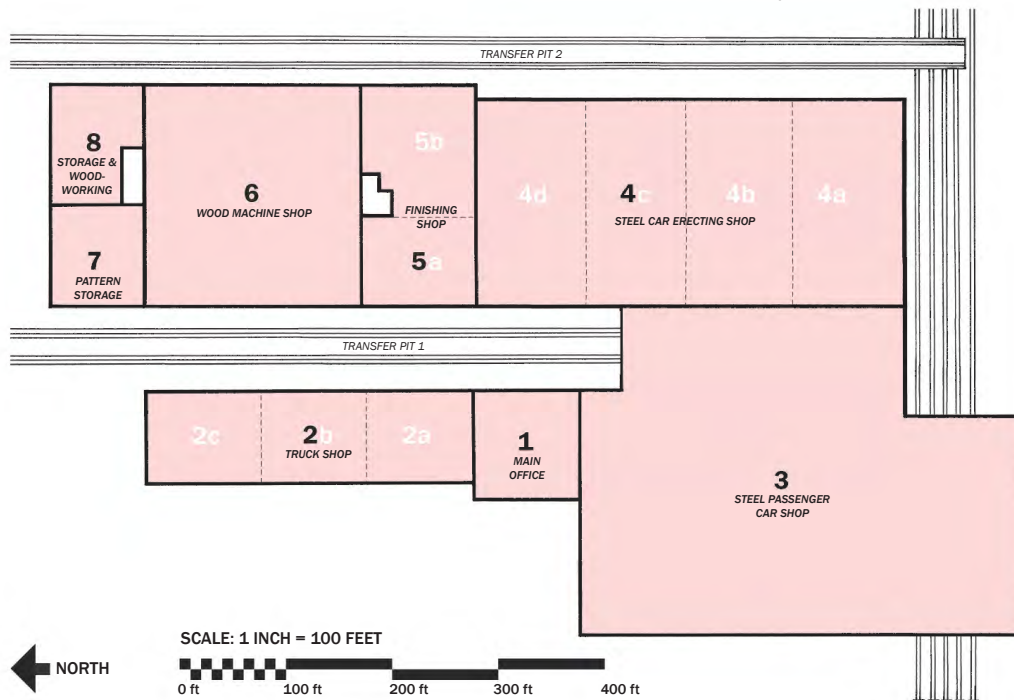 TRANSFER PIT 2
8
STORAGE &
WOOD-
WORKING
6
WOOD MACHINE SHOP
5b
FINISHING
SHOP
5a
4d
4c
4b
4a
STEEL CAR ERECTING SHOP
7
PATTERN
STORAGE
TRANSFER PIT 1
2c
2b
2a
TRUCK SHOP
1
MAIN
OFFICE
3
STEEL PASSENGER
CAR SHOP
SCALE: 1 INCH = 100 FEET
NORTH
0 ft 100 ft 200 ft 300 ft 400 ft